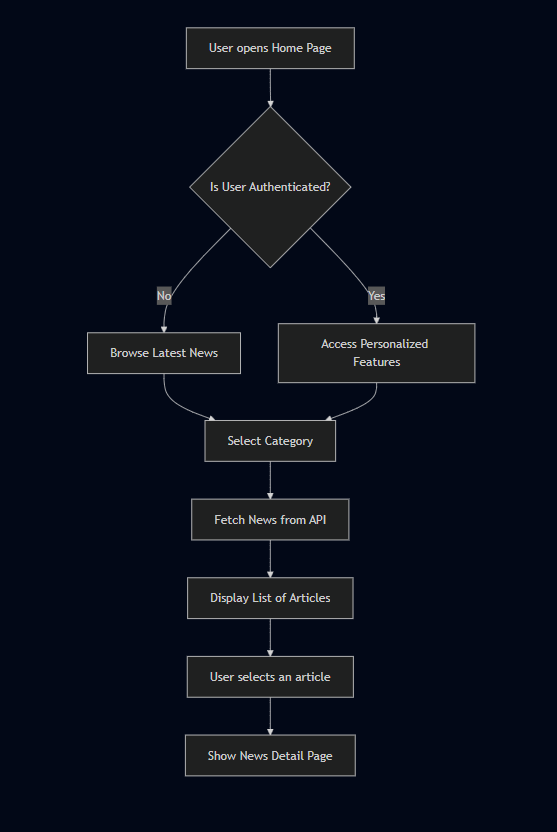 User opens Home Page
Is User Authenticated?
No
Yes
Browse Latest News
Access Personalized
Features
Select Category
Fetch News from API
Display List of Articles
User selects an article
Show News Detail Page